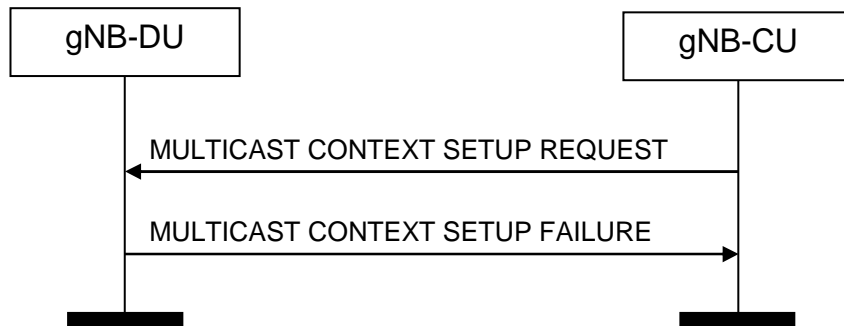 gNB-DU
gNB-CU
MULTICAST CONTEXT SETUP REQUEST
MULTICAST CONTEXT SETUP FAILURE